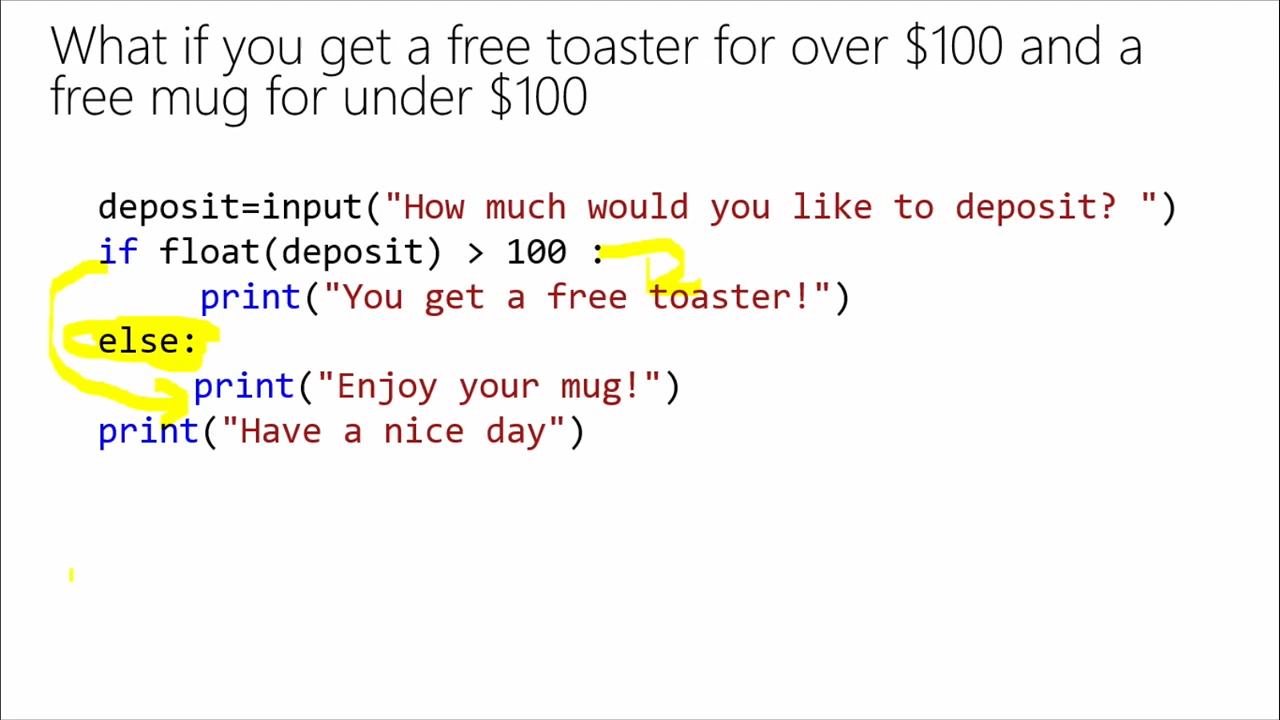 What if you get a free toaster for over $100 and a
free mug for under $100
deposit=input("How much would you like to deposit? ")
if float(deposit) > 100 :
print("You get a free toaster!")
else:
print("Enjoy your mug!")
print("Have a nice day")